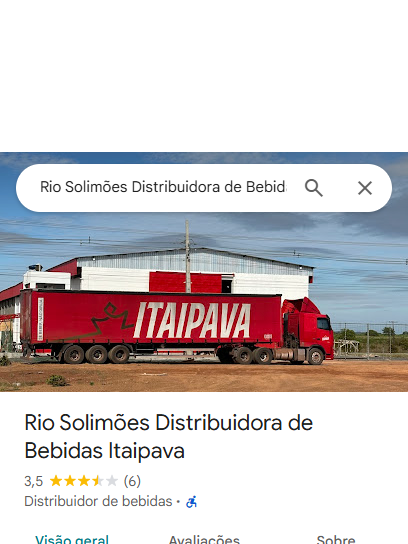 Rio Solimões Distribuidora de Bebid
ITAIPAVA
Rio Solimões Distribuidora de
Bebidas Itaipava
3,5 (6)
Distribuidor de bebidas ·
Visão geral Avaliações Sobre